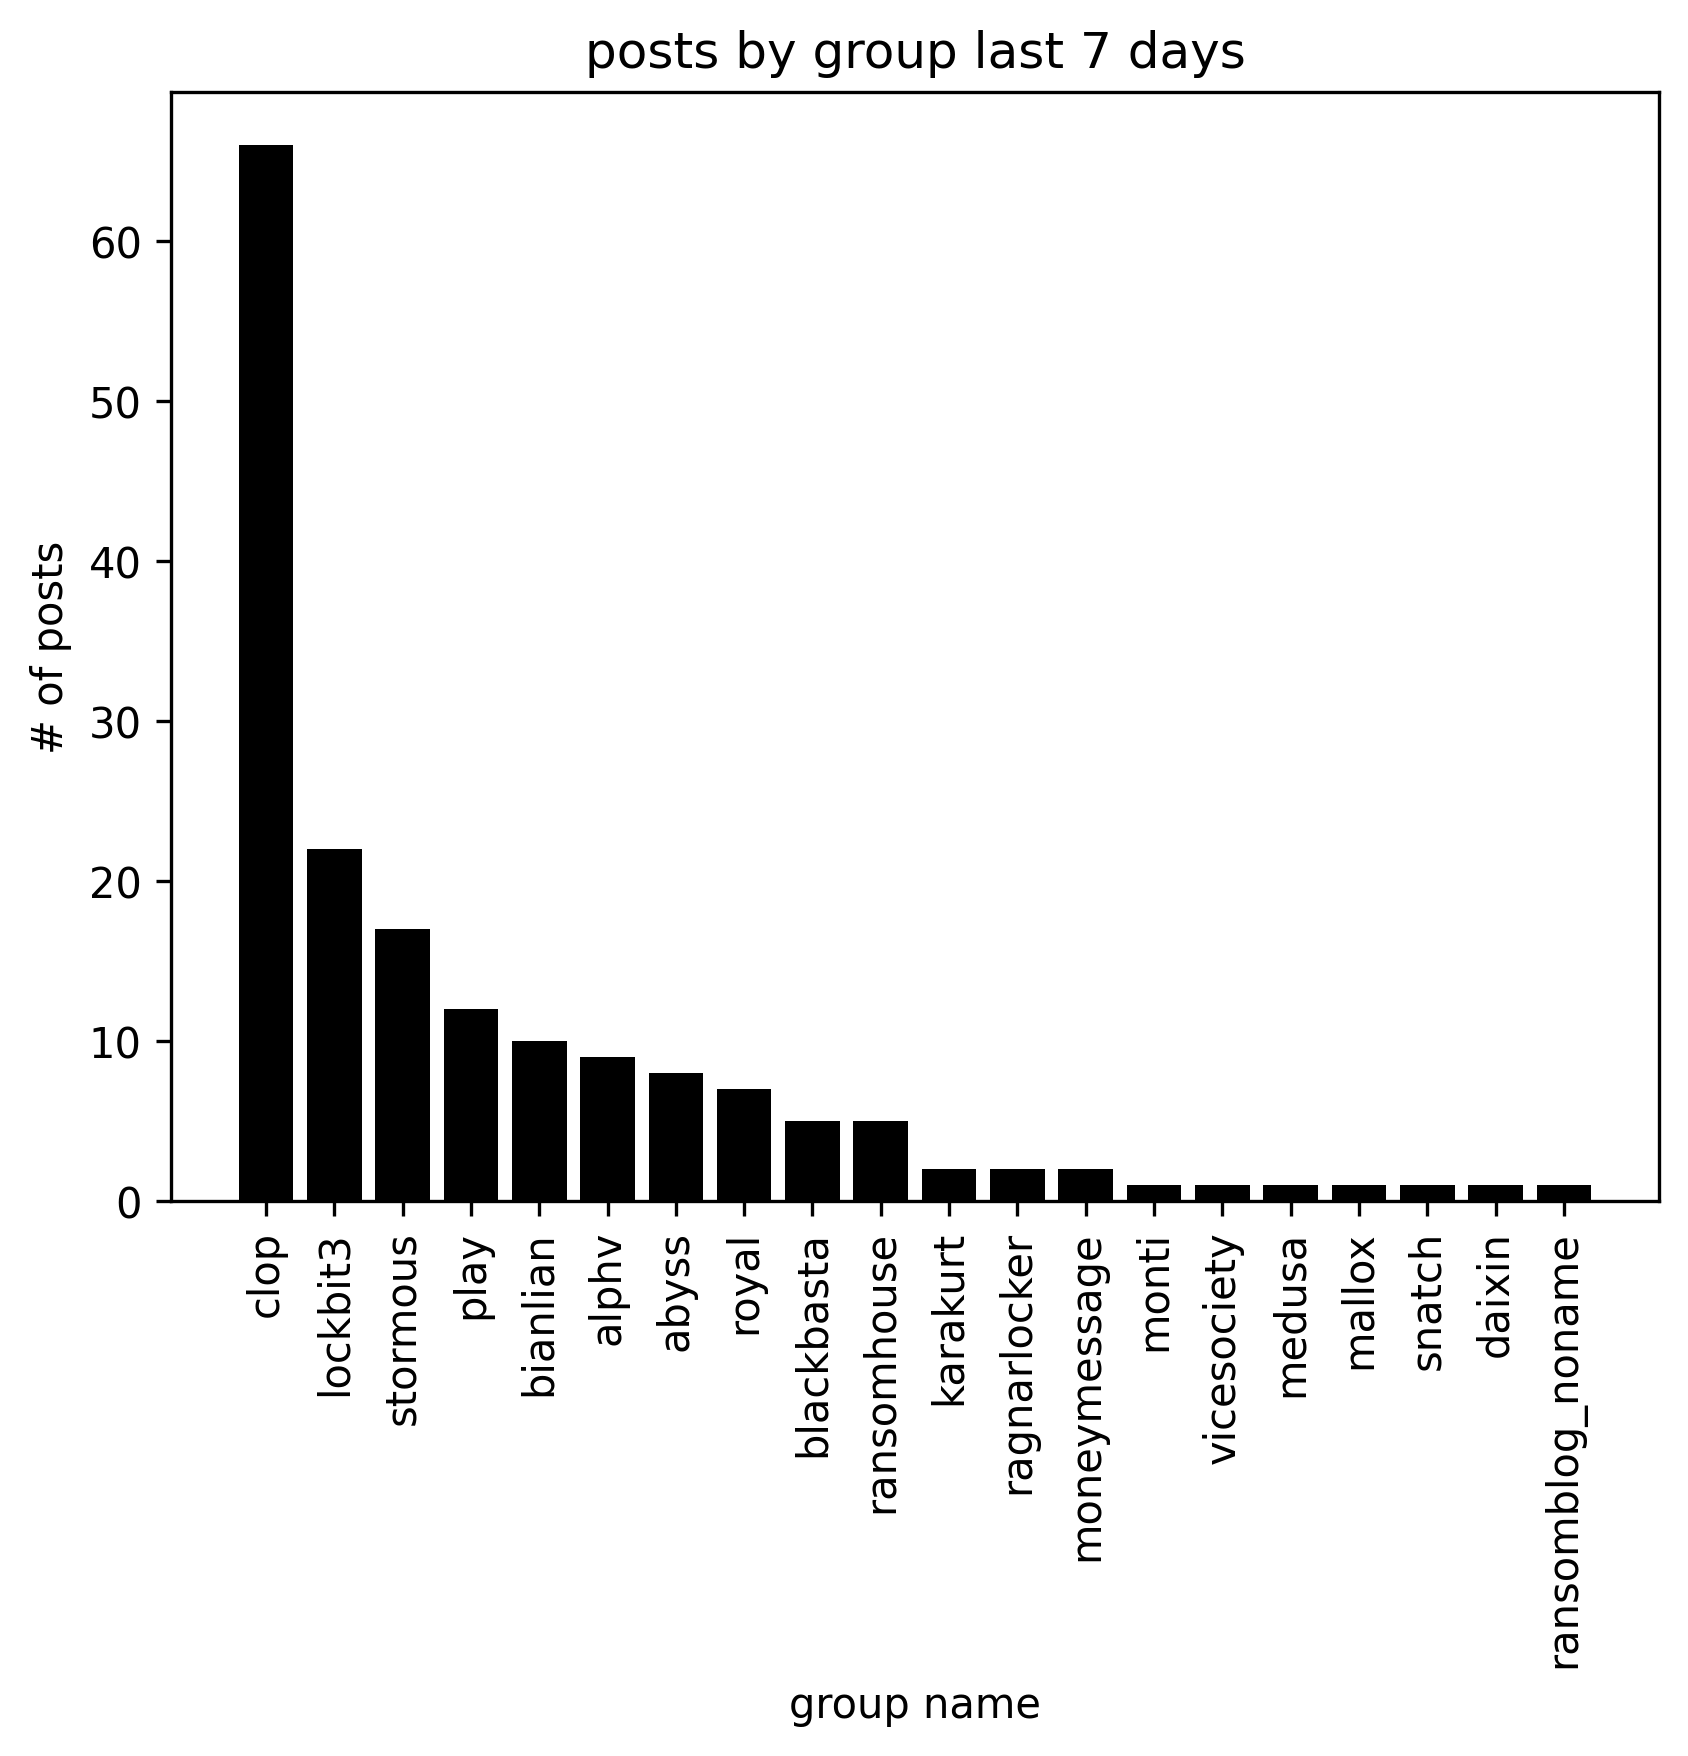 posts by group last 7 days
# of posts
60
50
40
30
20
10
0
clop
lockbit3
stormous
play
bianlian
alphv
abyss
royal
blackbasta
ransomhouse
karakurt
ragnarlocker
moneymessage
monti
vicesociety
medusa
mallox
snatch
daixin
ransomblog_noname
group name